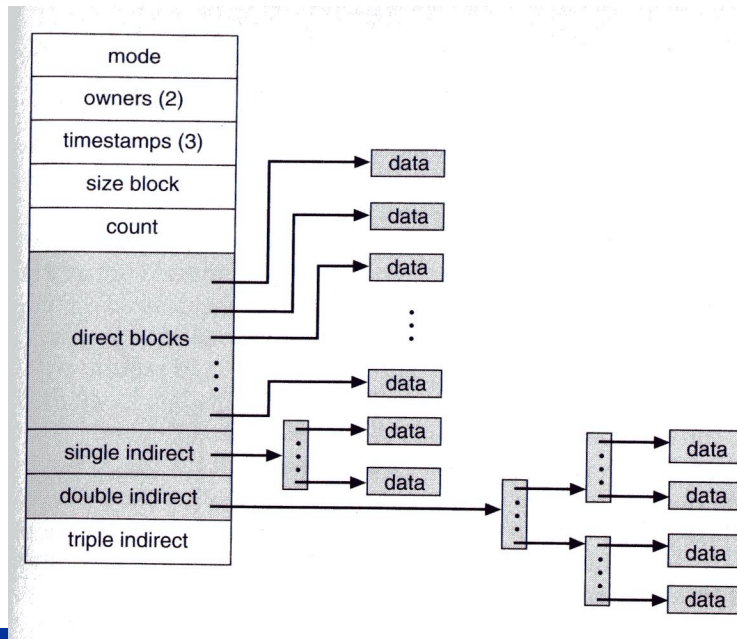 mode
owners (2)
timestamps (3)
size block
count
direct blocks
single indirect
double indirect
triple indirect
data
data
data
data
data
data
data
data
data
data